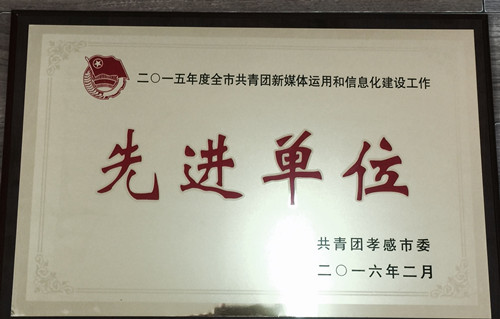 二〇一五年度全市共青团新媒体运用和信息化建设工作
先进单位
共青团孝感市委
二〇一六年二月